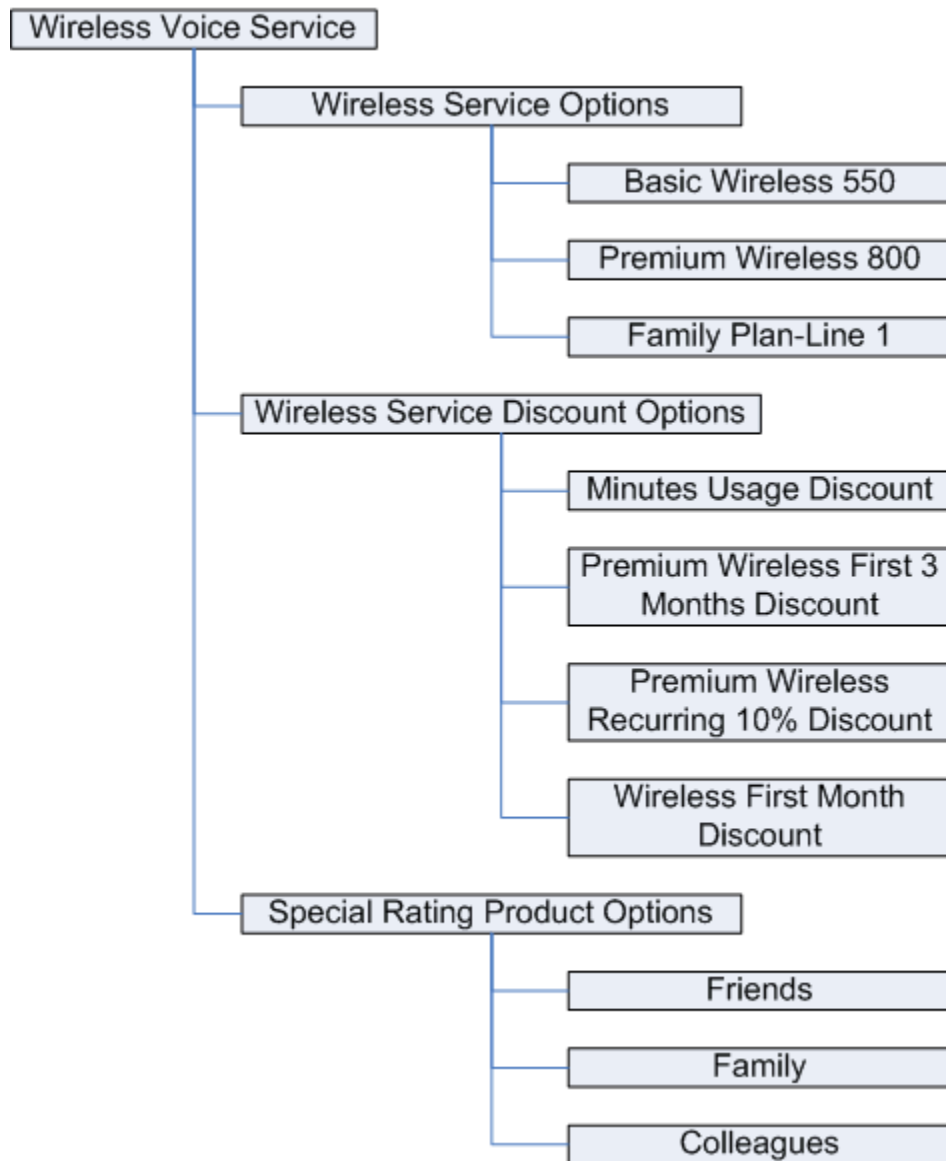 Wireless Voice Service
Wireless Service Options
Basic Wireless 550
Premium Wireless 800
Family Plan-Line 1
Wireless Service Discount Options
Minutes Usage Discount
Premium Wireless First 3
Months Discount
Premium Wireless
Recurring 10% Discount
Wireless First Month
Discount
Special Rating Product Options
Friends
Family
Colleagues